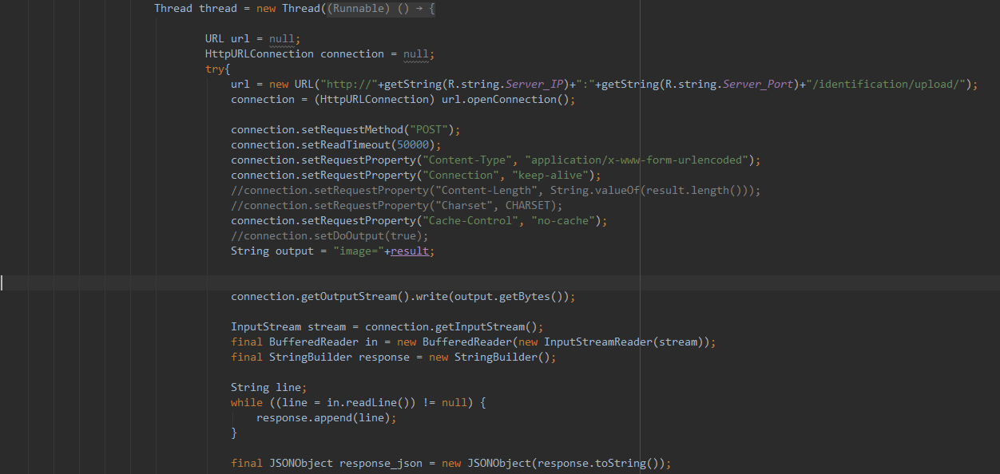 Thread thread = new Thread((Runnable) () → {
URL url = null;
HttpURLConnection connection = null;
try{
url = new URL("http://"+getString(R.string.Server_IP)+":"+getString(R.string.Server_Port)+"/identification/upload/");
connection = (HttpURLConnection) url.openConnection();
connection.setRequestMethod("POST");
connection.setReadTimeout(50000);
connection.setRequestProperty("Content-Type", "application/x-www-form-urlencoded");
connection.setRequestProperty("Connection", "keep-alive");
//connection.setRequestProperty("Content-Length", String.valueOf(result.length()));
//connection.setRequestProperty("Charset", CHARSET);
connection.setRequestProperty("Cache-Control", "no-cache");
//connection.setDoOutput(true);
String output = "image="+result;
connection.getOutputStream().write(output.getBytes());
InputStream stream = connection.getInputStream();
final BufferedReader in = new BufferedReader(new InputStreamReader(stream));
final StringBuilder response = new StringBuilder();
String line;
while ((line = in.readLine()) != null) {
response.append(line);
}
final JSONObject response_json = new JSONObject(response.toString());